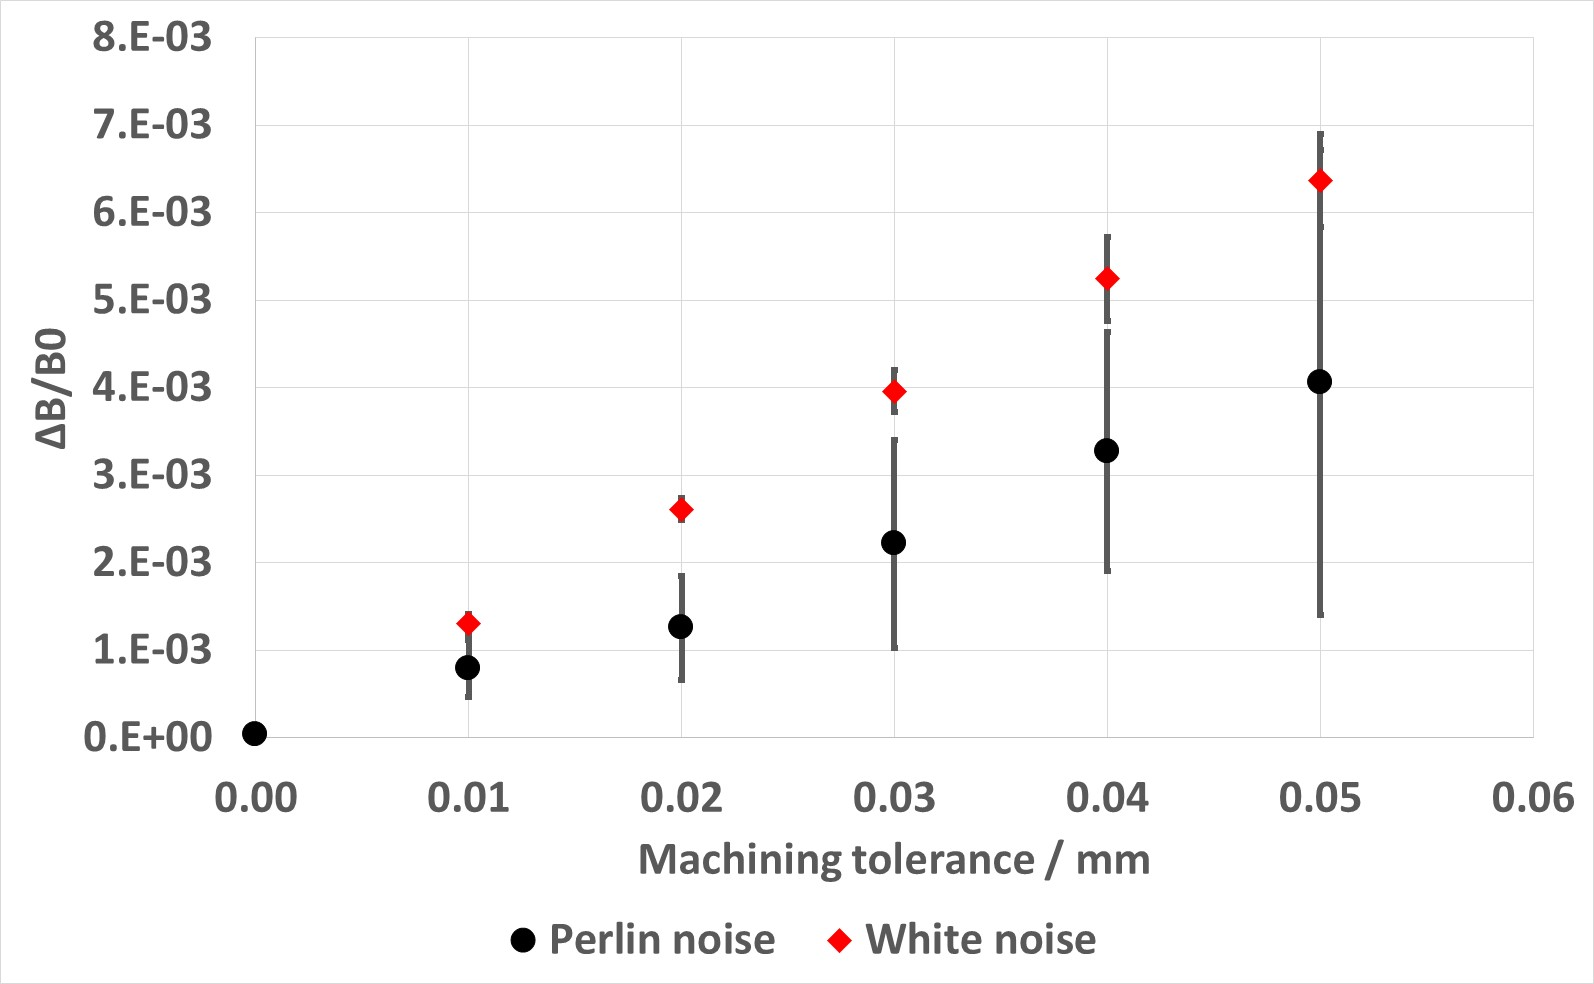 8.E-03
7.E-03
6.E-03
5.E-03
4.E-03
3.E-03
2.E-03
1.E-03
0.E+00
ΔB/B0
0.00 0.01 0.02 0.03 0.04 0.05 0.06
Machining tolerance / mm
Perlin noise White noise